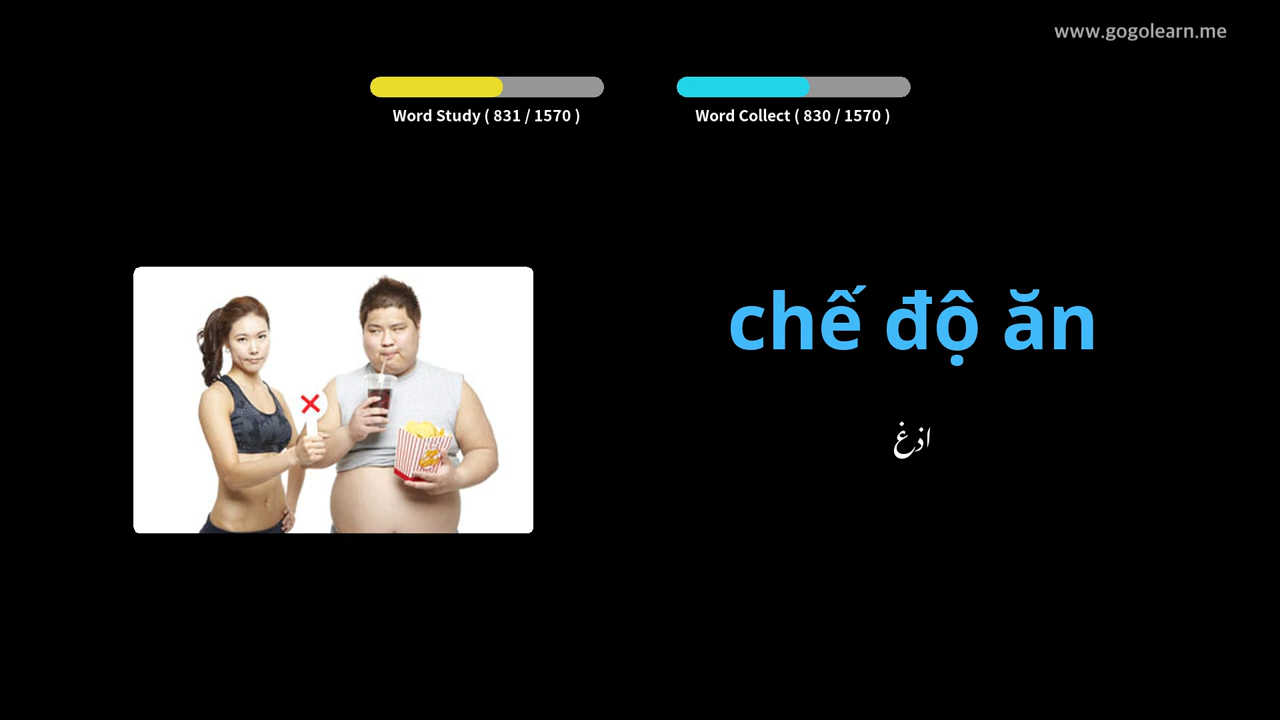 www.gogolearn.me
Word Study ( 831 / 1570 )
Word Collect ( 830 / 1570 )
chế độ ăn
اذغ